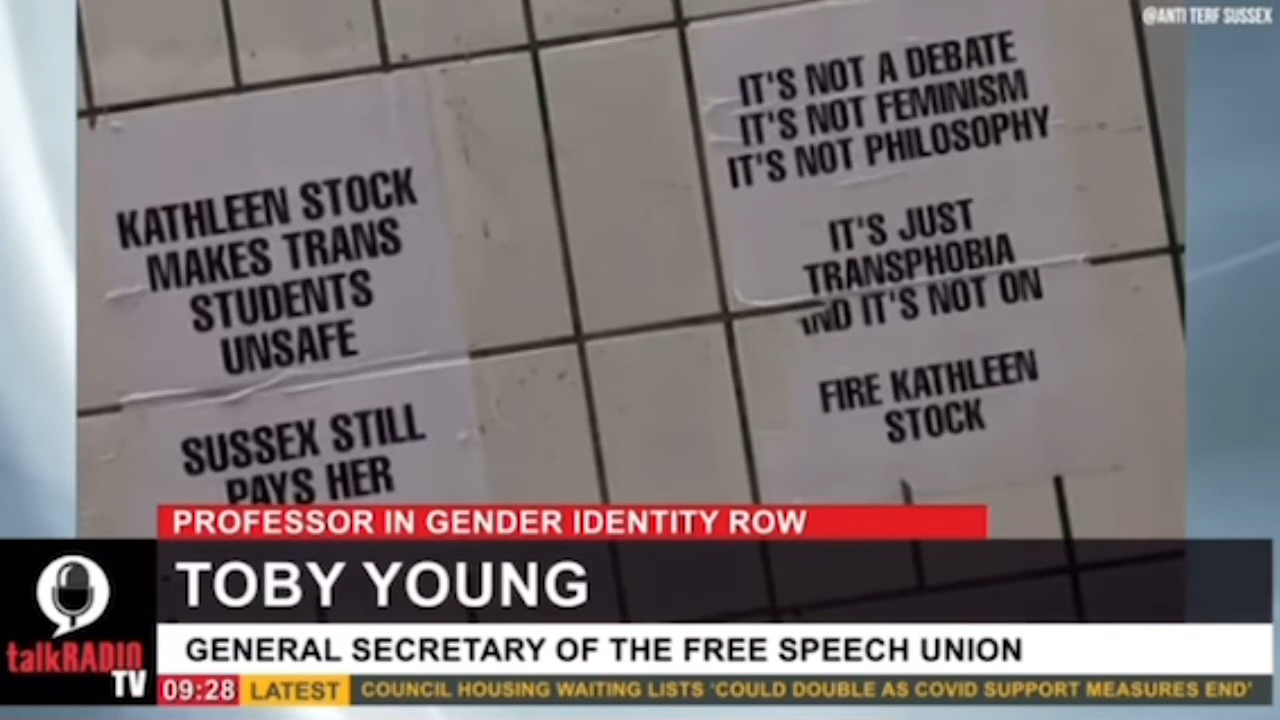 @ANTI TERF SUSSEX
KATHLEEN STOCK
MAKES TRANS
STUDENTS
UNSAFE
SUSSEX STILL
PAYS HER
IT'S NOT A DEBATE
IT'S NOT FEMINISM
IT'S NOT PHILOSOPHY
IT'S JUST
TRANSPHOBIA
AND IT'S NOT ON
FIRE KATHLEEN
STOCK
PROFESSOR IN GENDER IDENTITY ROW
TOBY YOUNG
GENERAL SECRETARY OF THE FREE SPEECH UNION
talkRADIO
TV
09:28 LATEST COUNCIL HOUSING WAITING LISTS 'COULD DOUBLE AS COVID SUPPORT MEASURES END'